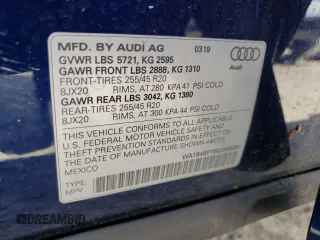 MFD. BY AUDI AG 0319
GVWR LBS 5721, KG 2595
GAWR FRONT LBS 2888, KG 1310
FRONT-TIRES 255/45 R20
8JX20 RIMS, AT 280 KPA/41 PSI COLD
GAWR REAR LBS 3042, KG 1380
REAR-TIRES 255/45 R20
8JX20 RIMS, AT 300 KPA/ 44 PSI COLD
THIS VEHICLE CONFORMS TO ALL APPLICABLE
U.S. FEDERAL MOTOR VEHICLE SAFETY AND
THEFT PREVENTION STANDARDS IN EFFECT ON
THE DATE OF MANUFACTURE SHOWN ABOVE.
TYPE:
MPV
MEXICO
Audi
DREAMBID